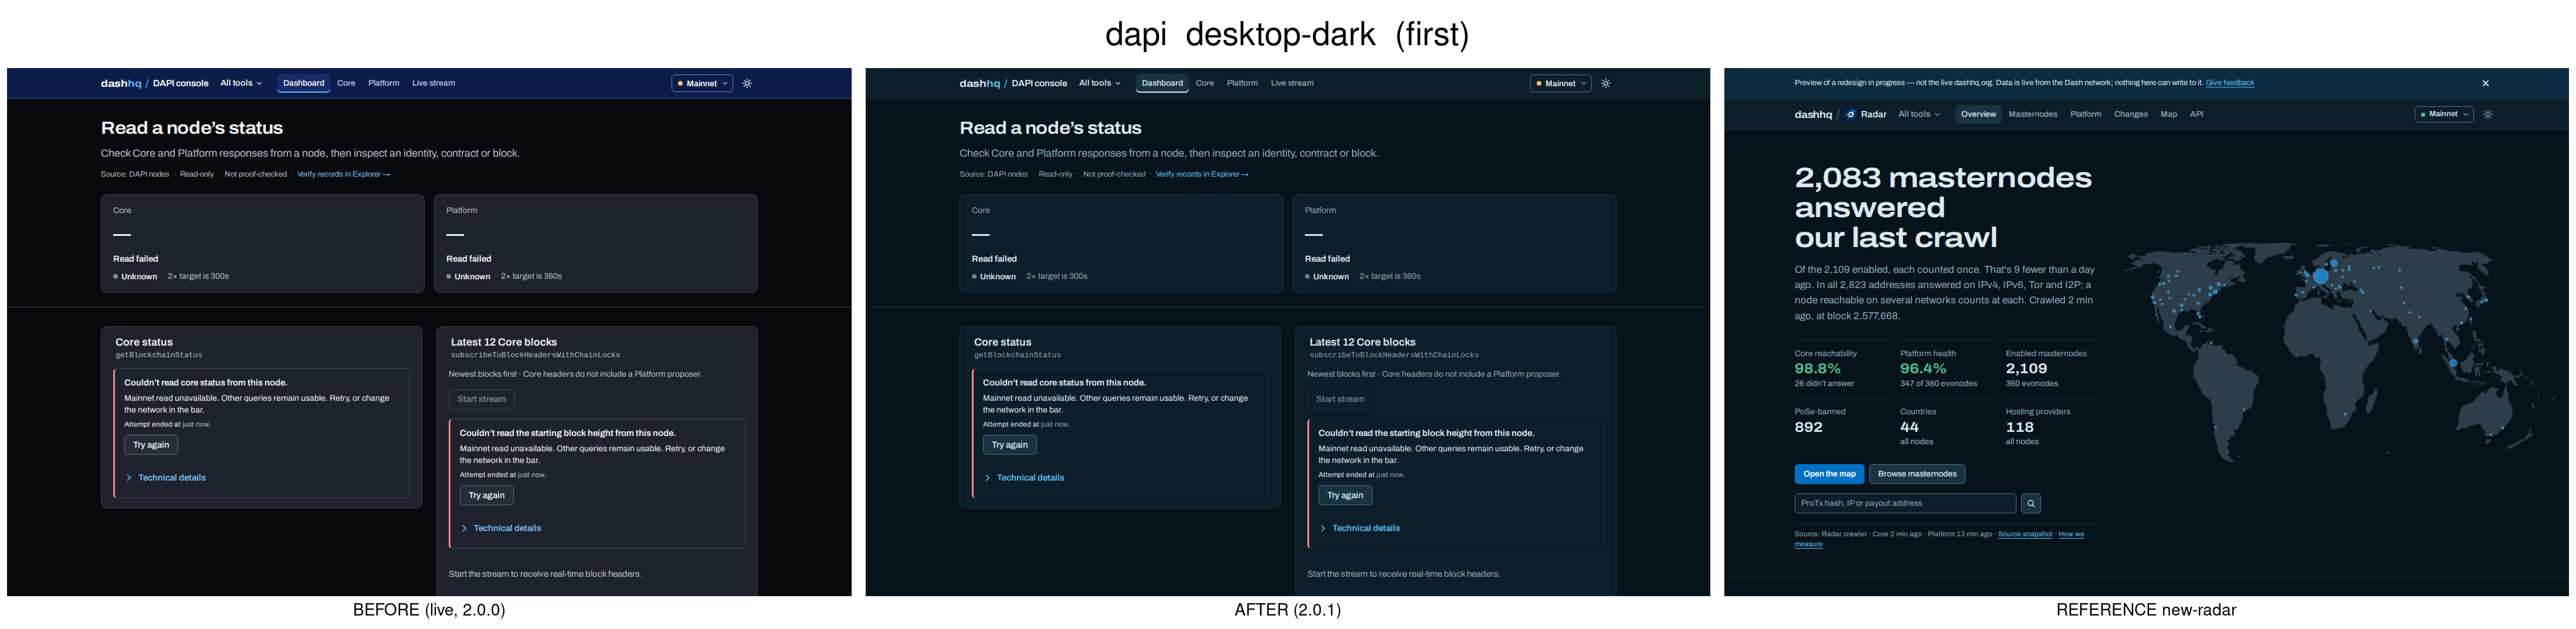 dapi desktop-dark (first)
dashhq / DAPI console All tools Dashboard Core Platform Live stream Mainnet
Read a node's status
Check Core and Platform responses from a node, then inspect an identity, contract or block.
Source: DAPI nodes · Read-only · Not proof-checked · Verify records in Explorer →
Core
—
Read failed
Unknown · 2× target is 300s
Platform
—
Read failed
Unknown · 2× target is 360s
Core status
getBlockchainStatus
Couldn't read core status from this node.
Mainnet read unavailable. Other queries remain usable. Retry, or change
the network in the bar.
Attempt ended at just now.
Try again
Technical details
Latest 12 Core blocks
subscribeToBlockHeadersWithChainLocks
Newest blocks first · Core headers do not include a Platform proposer.
Start stream
Couldn't read the starting block height from this node.
Mainnet read unavailable. Other queries remain usable. Retry, or change
the network in the bar.
Attempt ended at just now.
Try again
Technical details
Start the stream to receive real-time block headers.
BEFORE (live, 2.0.0)
dashhq / DAPI console All tools Dashboard Core Platform Live stream Mainnet
Read a node's status
Check Core and Platform responses from a node, then inspect an identity, contract or block.
Source: DAPI nodes · Read-only · Not proof-checked · Verify records in Explorer →
Core
—
Read failed
Unknown · 2× target is 300s
Platform
—
Read failed
Unknown · 2× target is 360s
Core status
getBlockchainStatus
Couldn't read core status from this node.
Mainnet read unavailable. Other queries remain usable. Retry, or change
the network in the bar.
Attempt ended at just now.
Try again
Technical details
Latest 12 Core blocks
subscribeToBlockHeadersWithChainLocks
Newest blocks first · Core headers do not include a Platform proposer.
Start stream
Couldn't read the starting block height from this node.
Mainnet read unavailable. Other queries remain usable. Retry, or change
the network in the bar.
Attempt ended at just now.
Try again
Technical details
Start the stream to receive real-time block headers.
AFTER (2.0.1)
Preview of a redesign in progress — not the live dashhq.org. Data is live from the Dash network; nothing here can write to it. Give feedback
dashhq / Radar All tools Overview Masternodes Platform Changes Map API Mainnet
2,083 masternodes
answered
our last crawl
Of the 2,109 enabled, each counted once. That's 9 fewer than a day
ago. In all 2,823 addresses answered on IPv4, IPv6, Tor and I2P; a
node reachable on several networks counts at each. Crawled 2 min
ago, at block 2,577,668.
Core reachability
98.8%
26 didn't answer
Platform health
96.4%
347 of 360 evonodes
Enabled masternodes
2,109
360 evonodes
PoSe-banned
892
Countries
44
all nodes
Hosting providers
118
all nodes
Open the map
Browse masternodes
ProTx hash, IP or payout address
Source: Radar crawler · Core 2 min ago · Platform 13 min ago · Source snapshot · How we
measure
REFERENCE new-radar